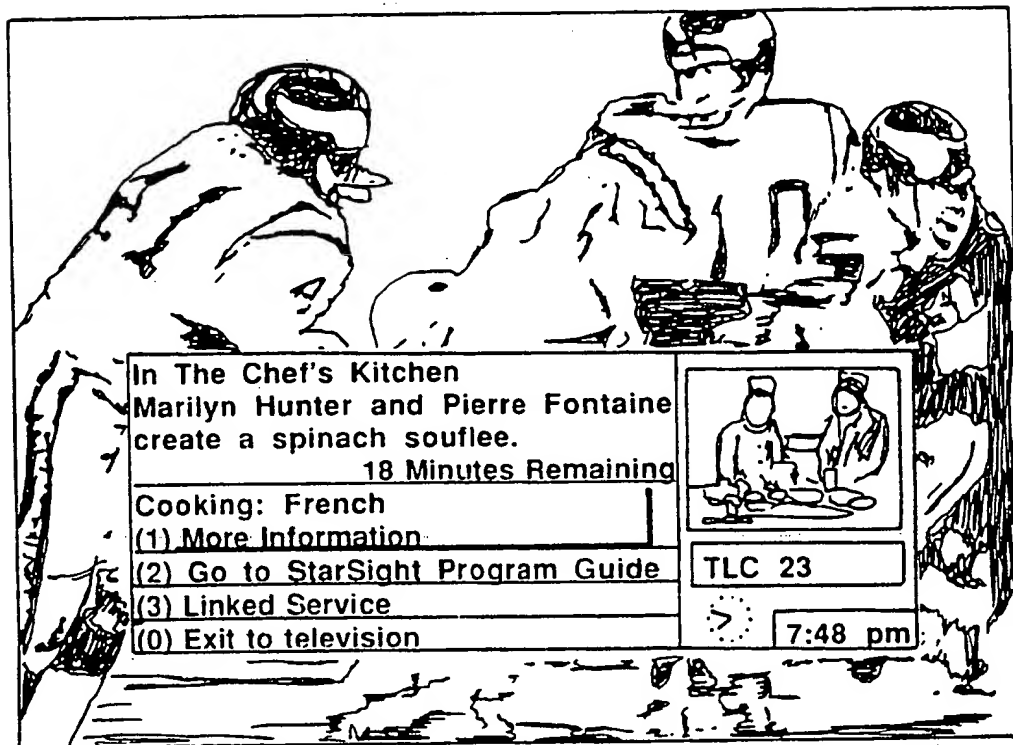 In The Chef's Kitchen
Marilyn Hunter and Pierre Fontaine
create a spinach souflee.
18 Minutes Remaining
Cooking: French
(1) More Information
(2) Go to StarSight Program Guide
(3) Linked Service
(0) Exit to television
TLC 23
7:48 pm